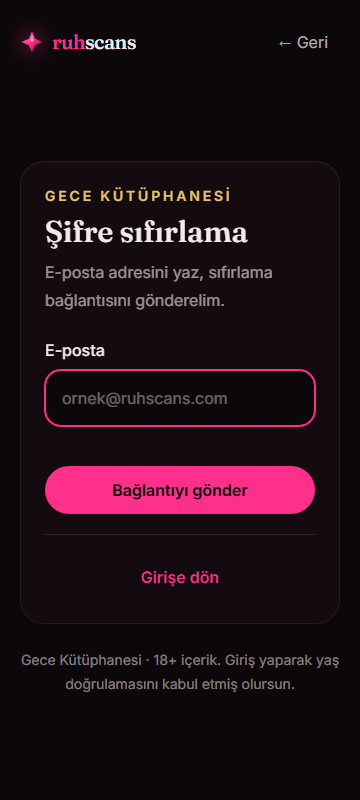 ruhscans
← Geri
GECE KÜTÜPHANESİ
Şifre sıfırlama
E-posta adresini yaz, sıfırlama
bağlantısını gönderelim.
E-posta
ornek@ruhscans.com
Bağlantıyı gönder
Girişe dön
Gece Kütüphanesi · 18+ içerik. Giriş yaparak yaş
doğrulamasını kabul etmiş olursun.